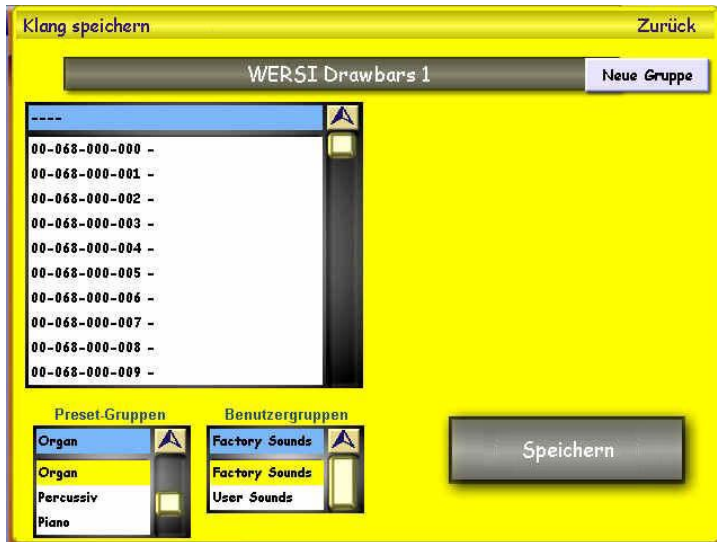 Klang speichern Zurück
WERSI Drawbars 1 Neue Gruppe
----
00-068-000-000 -
00-068-000-001 -
00-068-000-002 -
00-068-000-003 -
00-068-000-004 -
00-068-000-005 -
00-068-000-006 -
00-068-000-007 -
00-068-000-008 -
00-068-000-009 -
Preset-Gruppen Benutzergruppen
Organ Factory Sounds
Organ Factory Sounds
Percussiv User Sounds
Piano
Speichern